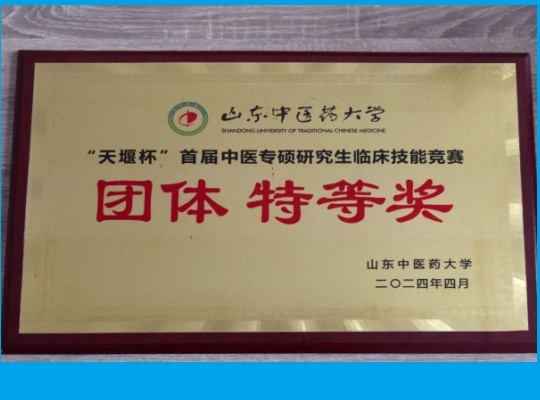 山东中医药大学
SHANDONG UNIVERSITY OF TRADITIONAL CHINESE MEDICINE
“天堰杯”首届中医专硕研究生临床技能竞赛
团体 特等奖
山东中医药大学
二〇二四年四月